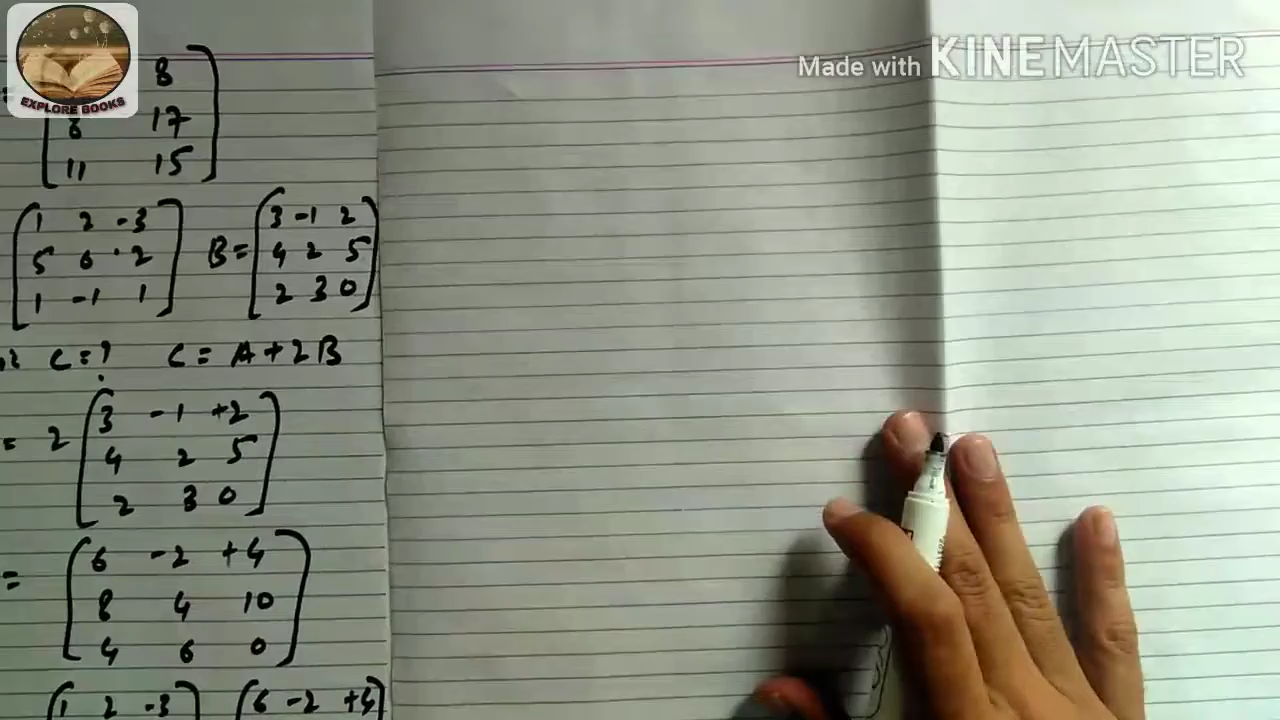 EXPLORE BOOKS
Made with KINEMASTER
= 8
8 17
11 15
1 2 -3
5 0 2
1 -1 1
B = 3 -1 2
4 2 5
2 3 0
C = ? C = A + 2B
= 2 3 -1 +2
4 2 5
2 3 0
= 6 -2 +4
8 4 10
4 6 0
1 2 -3 6 -2 +4